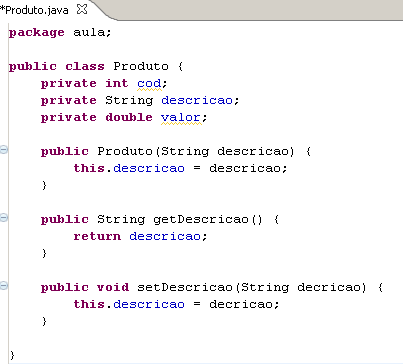 *Produto.java
package aula;
public class Produto {
private int cod;
private String descricao;
private double valor;
public Produto(String descricao) {
this.descricao = descricao;
}
public String getDescricao() {
return descricao;
}
public void setDescricao(String decricao) {
this.descricao = decricao;
}
}